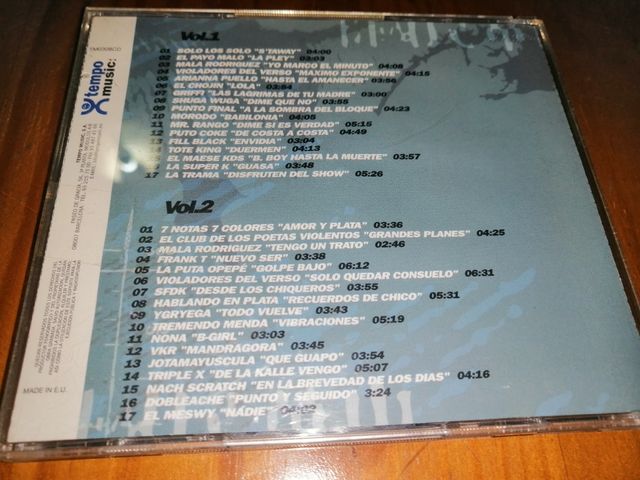 TM0308CD
tempo
music:
TEMPO MUSIC, S.A.
MADE IN E.U.
Vol.1
01 SOLO LOS SOLO "S'TAWAY" 04:00
02 EL PAYO MALO "LA PLEY" 03:03
03 MALA RODRIGUEZ "YO MARCO EL MINUTO" 04:08
04 VIOLADORES DEL VERSO "MAXIMO EXPONENTE" 04:15
05 ARIANNA PUELLO "HASTA EL AMANECER" 03:56
06 EL CHOJIN "LOLA" 03:54
07 GRIFFI "LAS LAGRIMAS DE TU MADRE" 03:00
08 SHUGA WUGA "DIME QUE NO" 03:55
09 PUNTO FINAL "A LA SOMBRA DEL BLOQUE" 04:23
10 MORODO "BABILONIA" 04:05
11 MR. RANGO "DIME SI ES VERDAD" 05:15
12 PUTO COKE "DE COSTA A COSTA" 04:49
13 FILL BLACK "ENVIDIA" 03:04
14 TOTE KING "DUERMEN" 04:13
15 EL MAESE KDS "B. BOY HASTA LA MUERTE" 03:57
16 LA SUPER K "GUASA" 03:48
17 LA TRAMA "DISFRUTEN DEL SHOW" 05:26
Vol.2
01 7 NOTAS 7 COLORES "AMOR Y PLATA" 03:36
02 EL CLUB DE LOS POETAS VIOLENTOS "GRANDES PLANES" 04:25
03 MALA RODRIGUEZ "TENGO UN TRATO" 02:46
04 FRANK T "NUEVO SER" 03:38
05 LA PUTA OPEPÉ "GOLPE BAJO" 06:12
06 VIOLADORES DEL VERSO "SOLO QUEDAR CONSUELO" 06:31
07 SFDK "DESDE LOS CHIQUEROS" 03:55
08 HABLANDO EN PLATA "RECUERDOS DE CHICO" 05:31
09 YGRYEGA "TODO VUELVE" 03:43
10 TREMENDO MENDA "VIBRACIONES" 05:19
11 NONA "B-GIRL" 03:03
12 VKR "MANDRAGORA" 03:45
13 JOTAMAYUSCULA "QUE GUAPO" 03:54
14 TRIPLE X "DE LA KALLE VENGO" 05:07
15 NACH SCRATCH "EN LA BREVEDAD DE LOS DIAS" 04:16
16 DOBLEACHE "PUNTO Y SEGUIDO" 3:24
17 EL MESWY "NADIE" 04:02